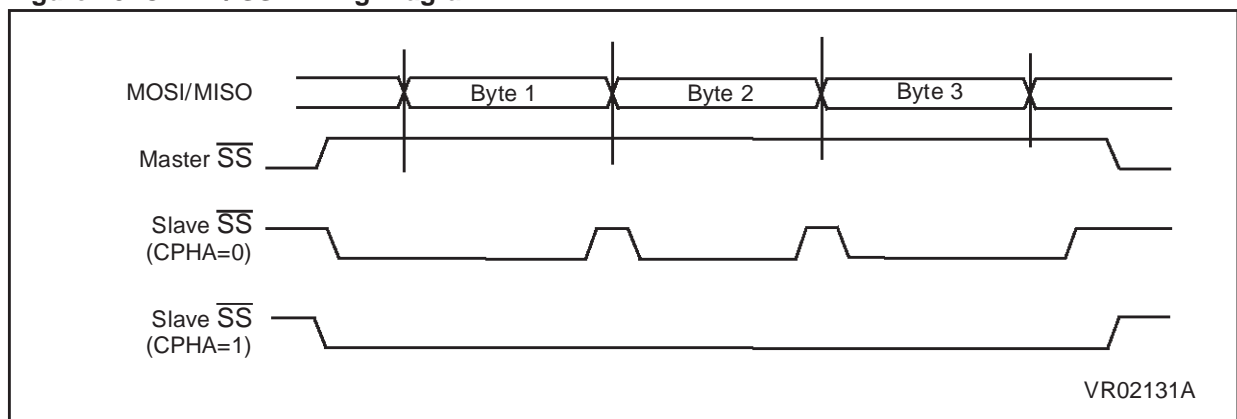 MOSI/MISO
Byte 1
Byte 2
Byte 3
Master SS
Slave SS
(CPHA=0)
Slave SS
(CPHA=1)
VR02131A